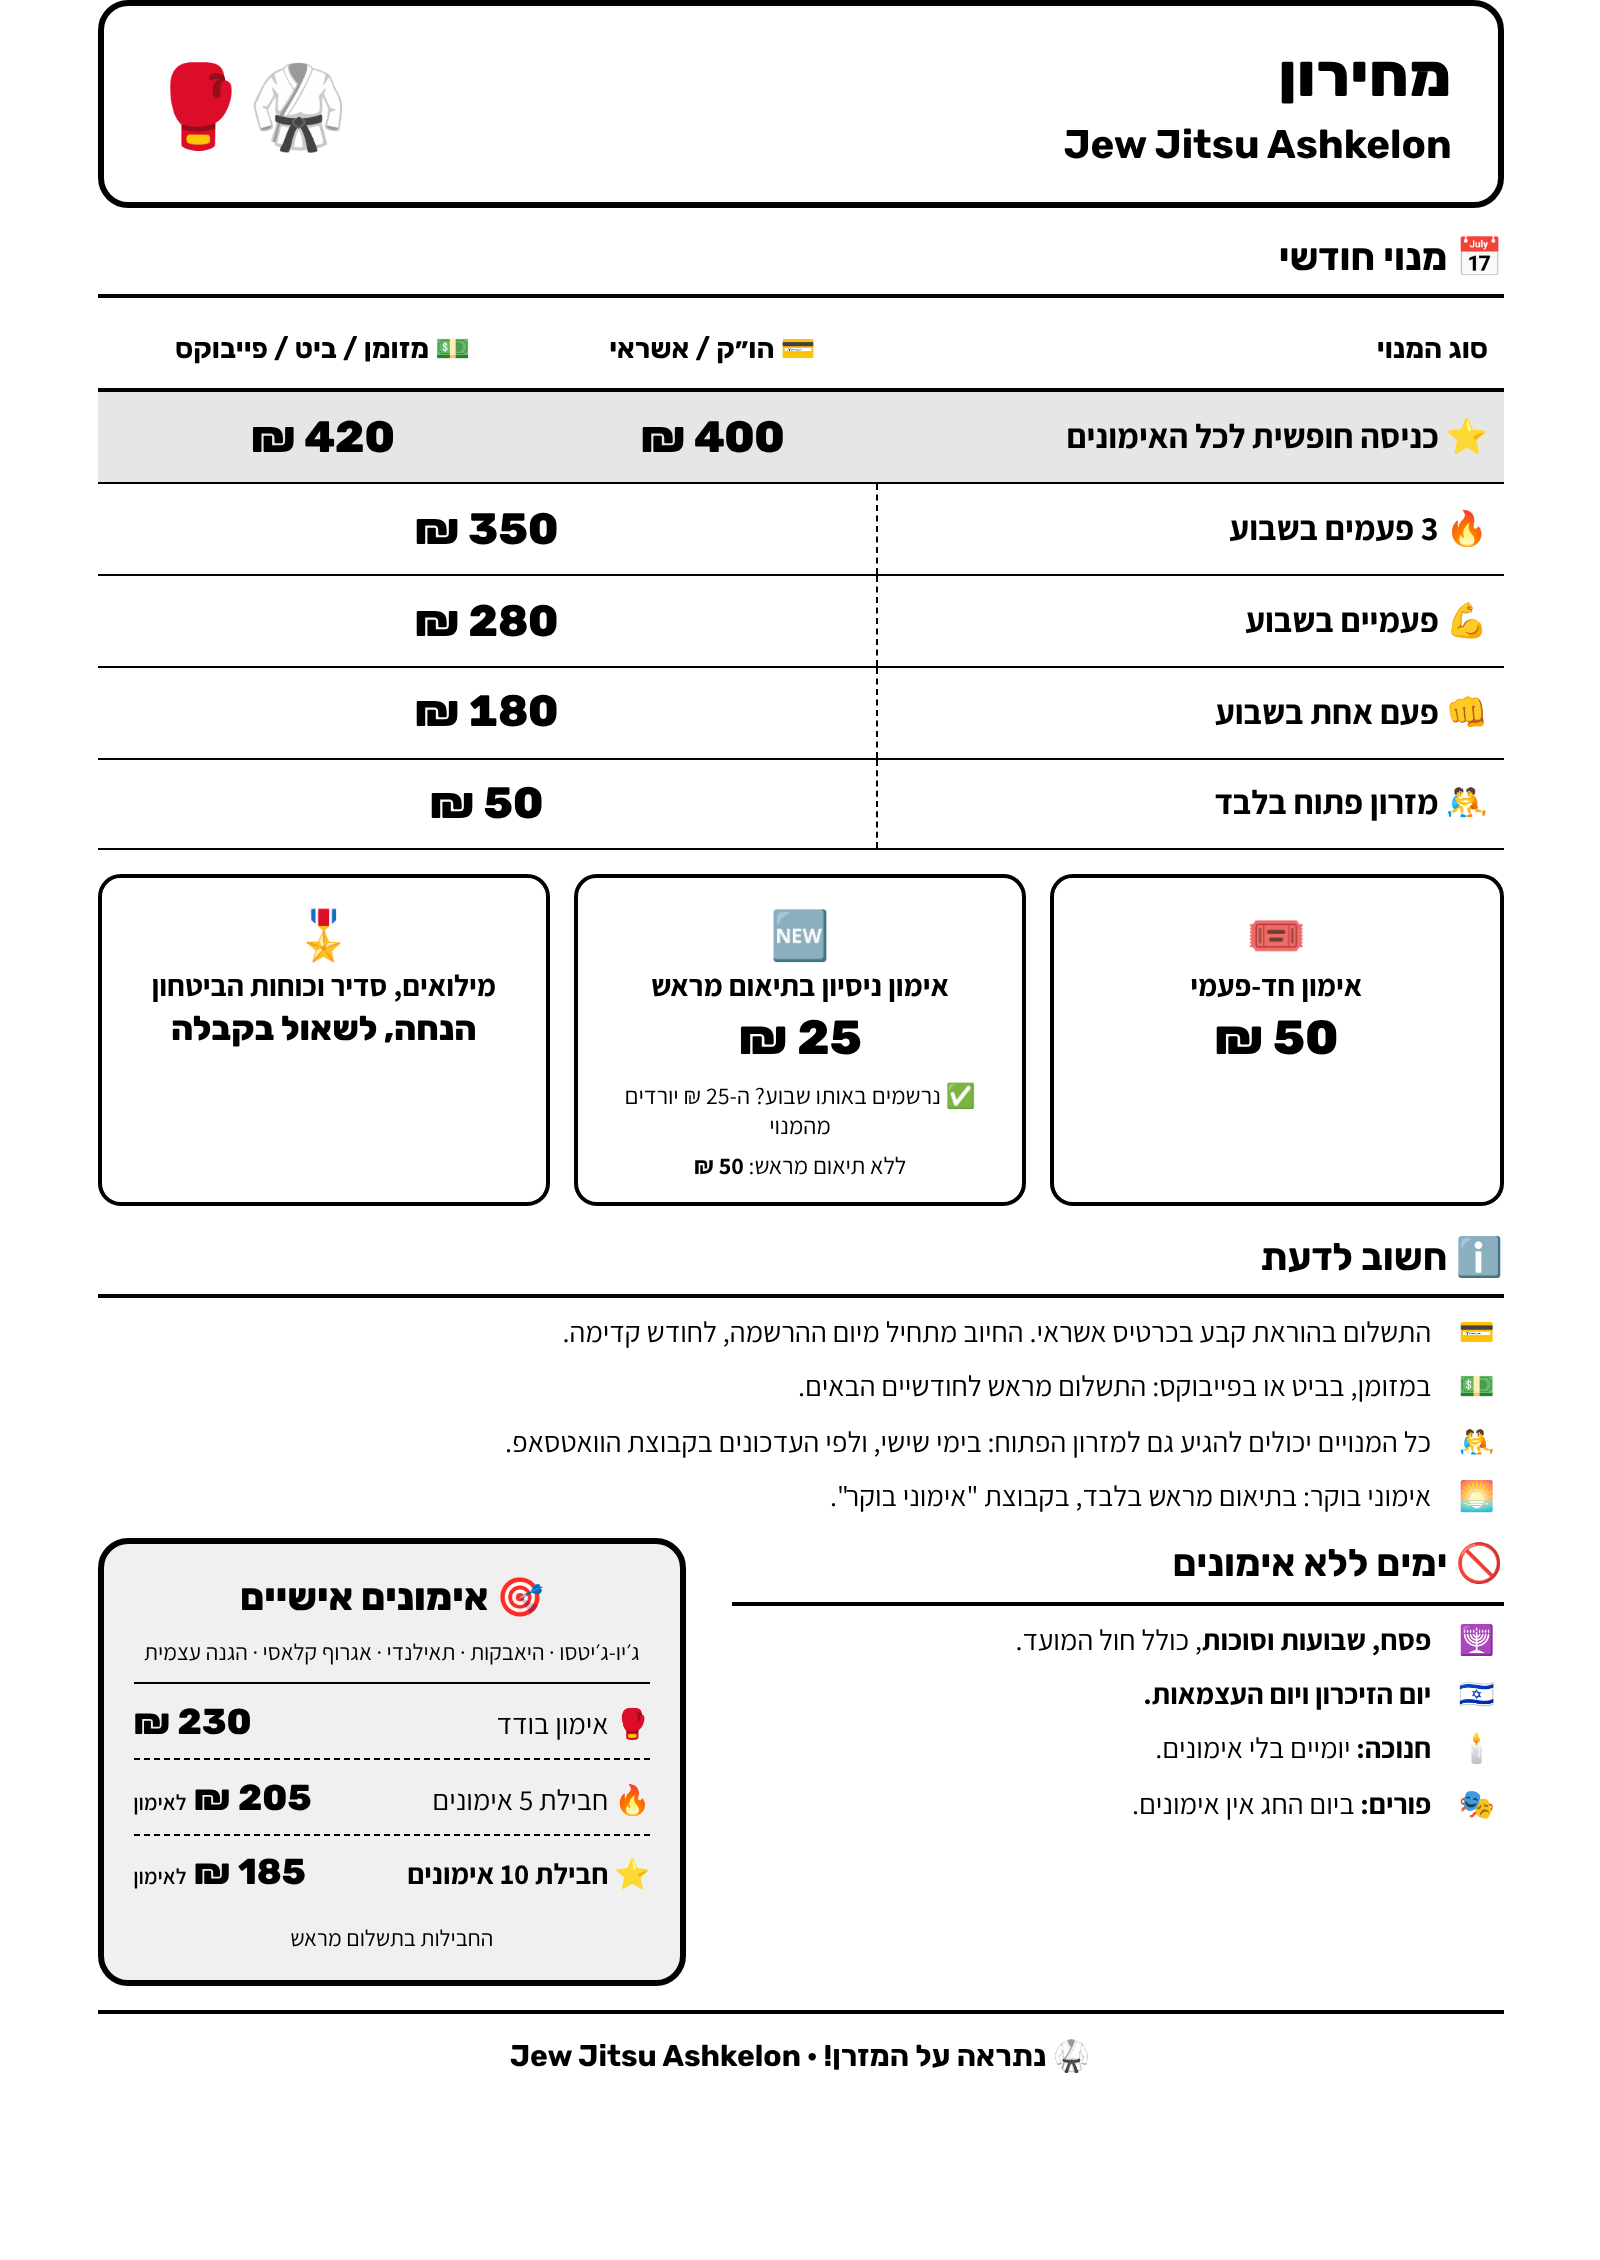 מחירון
Jew Jitsu Ashkelon
📅 מנוי חודשי
סוג המנוי 💳 הו״ק / אשראי 💵 מזומן / ביט / פייבוקס
⭐ כניסה חופשית לכל האימונים 400 ₪ 420 ₪
🔥 3 פעמים בשבוע 350 ₪
💪 פעמיים בשבוע 280 ₪
👊 פעם אחת בשבוע 180 ₪
🤼 מזרון פתוח בלבד 50 ₪
אימון חד-פעמי
50 ₪
🆕
אימון ניסיון בתיאום מראש
25 ₪
✅ נרשמים באותו שבוע? ה-25 ₪ יורדים
מהמנוי
ללא תיאום מראש: 50 ₪
מילואים, סדיר וכוחות הביטחון
הנחה, לשאול בקבלה
ℹ️ חשוב לדעת
💳 התשלום בהוראת קבע בכרטיס אשראי. החיוב מתחיל מיום ההרשמה, לחודש קדימה.
💵 במזומן, בביט או בפייבוקס: התשלום מראש לחודשיים הבאים.
🤼 כל המנויים יכולים להגיע גם למזרון הפתוח: בימי שישי, ולפי העדכונים בקבוצת הוואטסאפ.
🌅 אימוני בוקר: בתיאום מראש בלבד, בקבוצת "אימוני בוקר".
🚫 ימים ללא אימונים
🕎 פסח, שבועות וסוכות, כולל חול המועד.
🇮🇱 יום הזיכרון ויום העצמאות.
🕯️ חנוכה: יומיים בלי אימונים.
🎭 פורים: ביום החג אין אימונים.
🎯 אימונים אישיים
ג׳יו-ג׳יטסו · היאבקות · תאילנדי · אגרוף קלאסי · הגנה עצמית
🥊 אימון בודד 230 ₪
🔥 חבילת 5 אימונים 205 ₪ לאימון
⭐ חבילת 10 אימונים 185 ₪ לאימון
החבילות בתשלום מראש
🥋 נתראה על המזרן! • Jew Jitsu Ashkelon